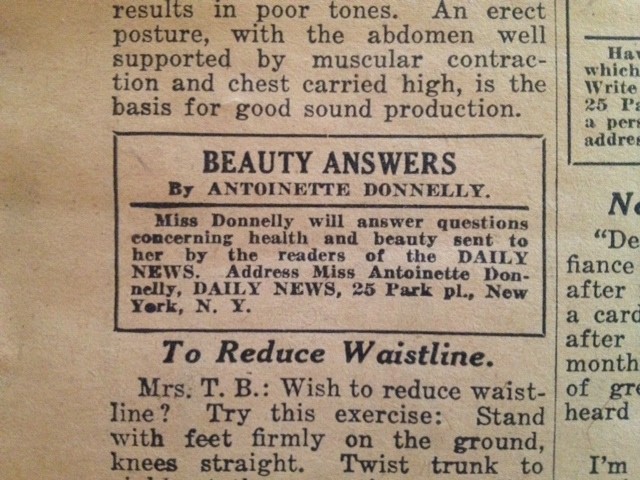 results in poor tones. An erect
posture, with the abdomen well
supported by muscular contrac-
tion and chest carried high, is the
basis for good sound production.
BEAUTY ANSWERS
By ANTOINETTE DONNELLY.
Miss Donnelly will answer questions
concerning health and beauty sent to
her by the readers of the DAILY
NEWS. Address Miss Antoinette Don-
nelly, DAILY NEWS, 25 Park pl., New
York, N. Y.
To Reduce Waistline.
Mrs. T. B.: Wish to reduce waist-
line? Try this exercise: Stand
with feet firmly on the ground,
knees straight. Twist trunk to
which
Write
25
a
"De
fiance
after
a card
after
month
of
heard
I'm